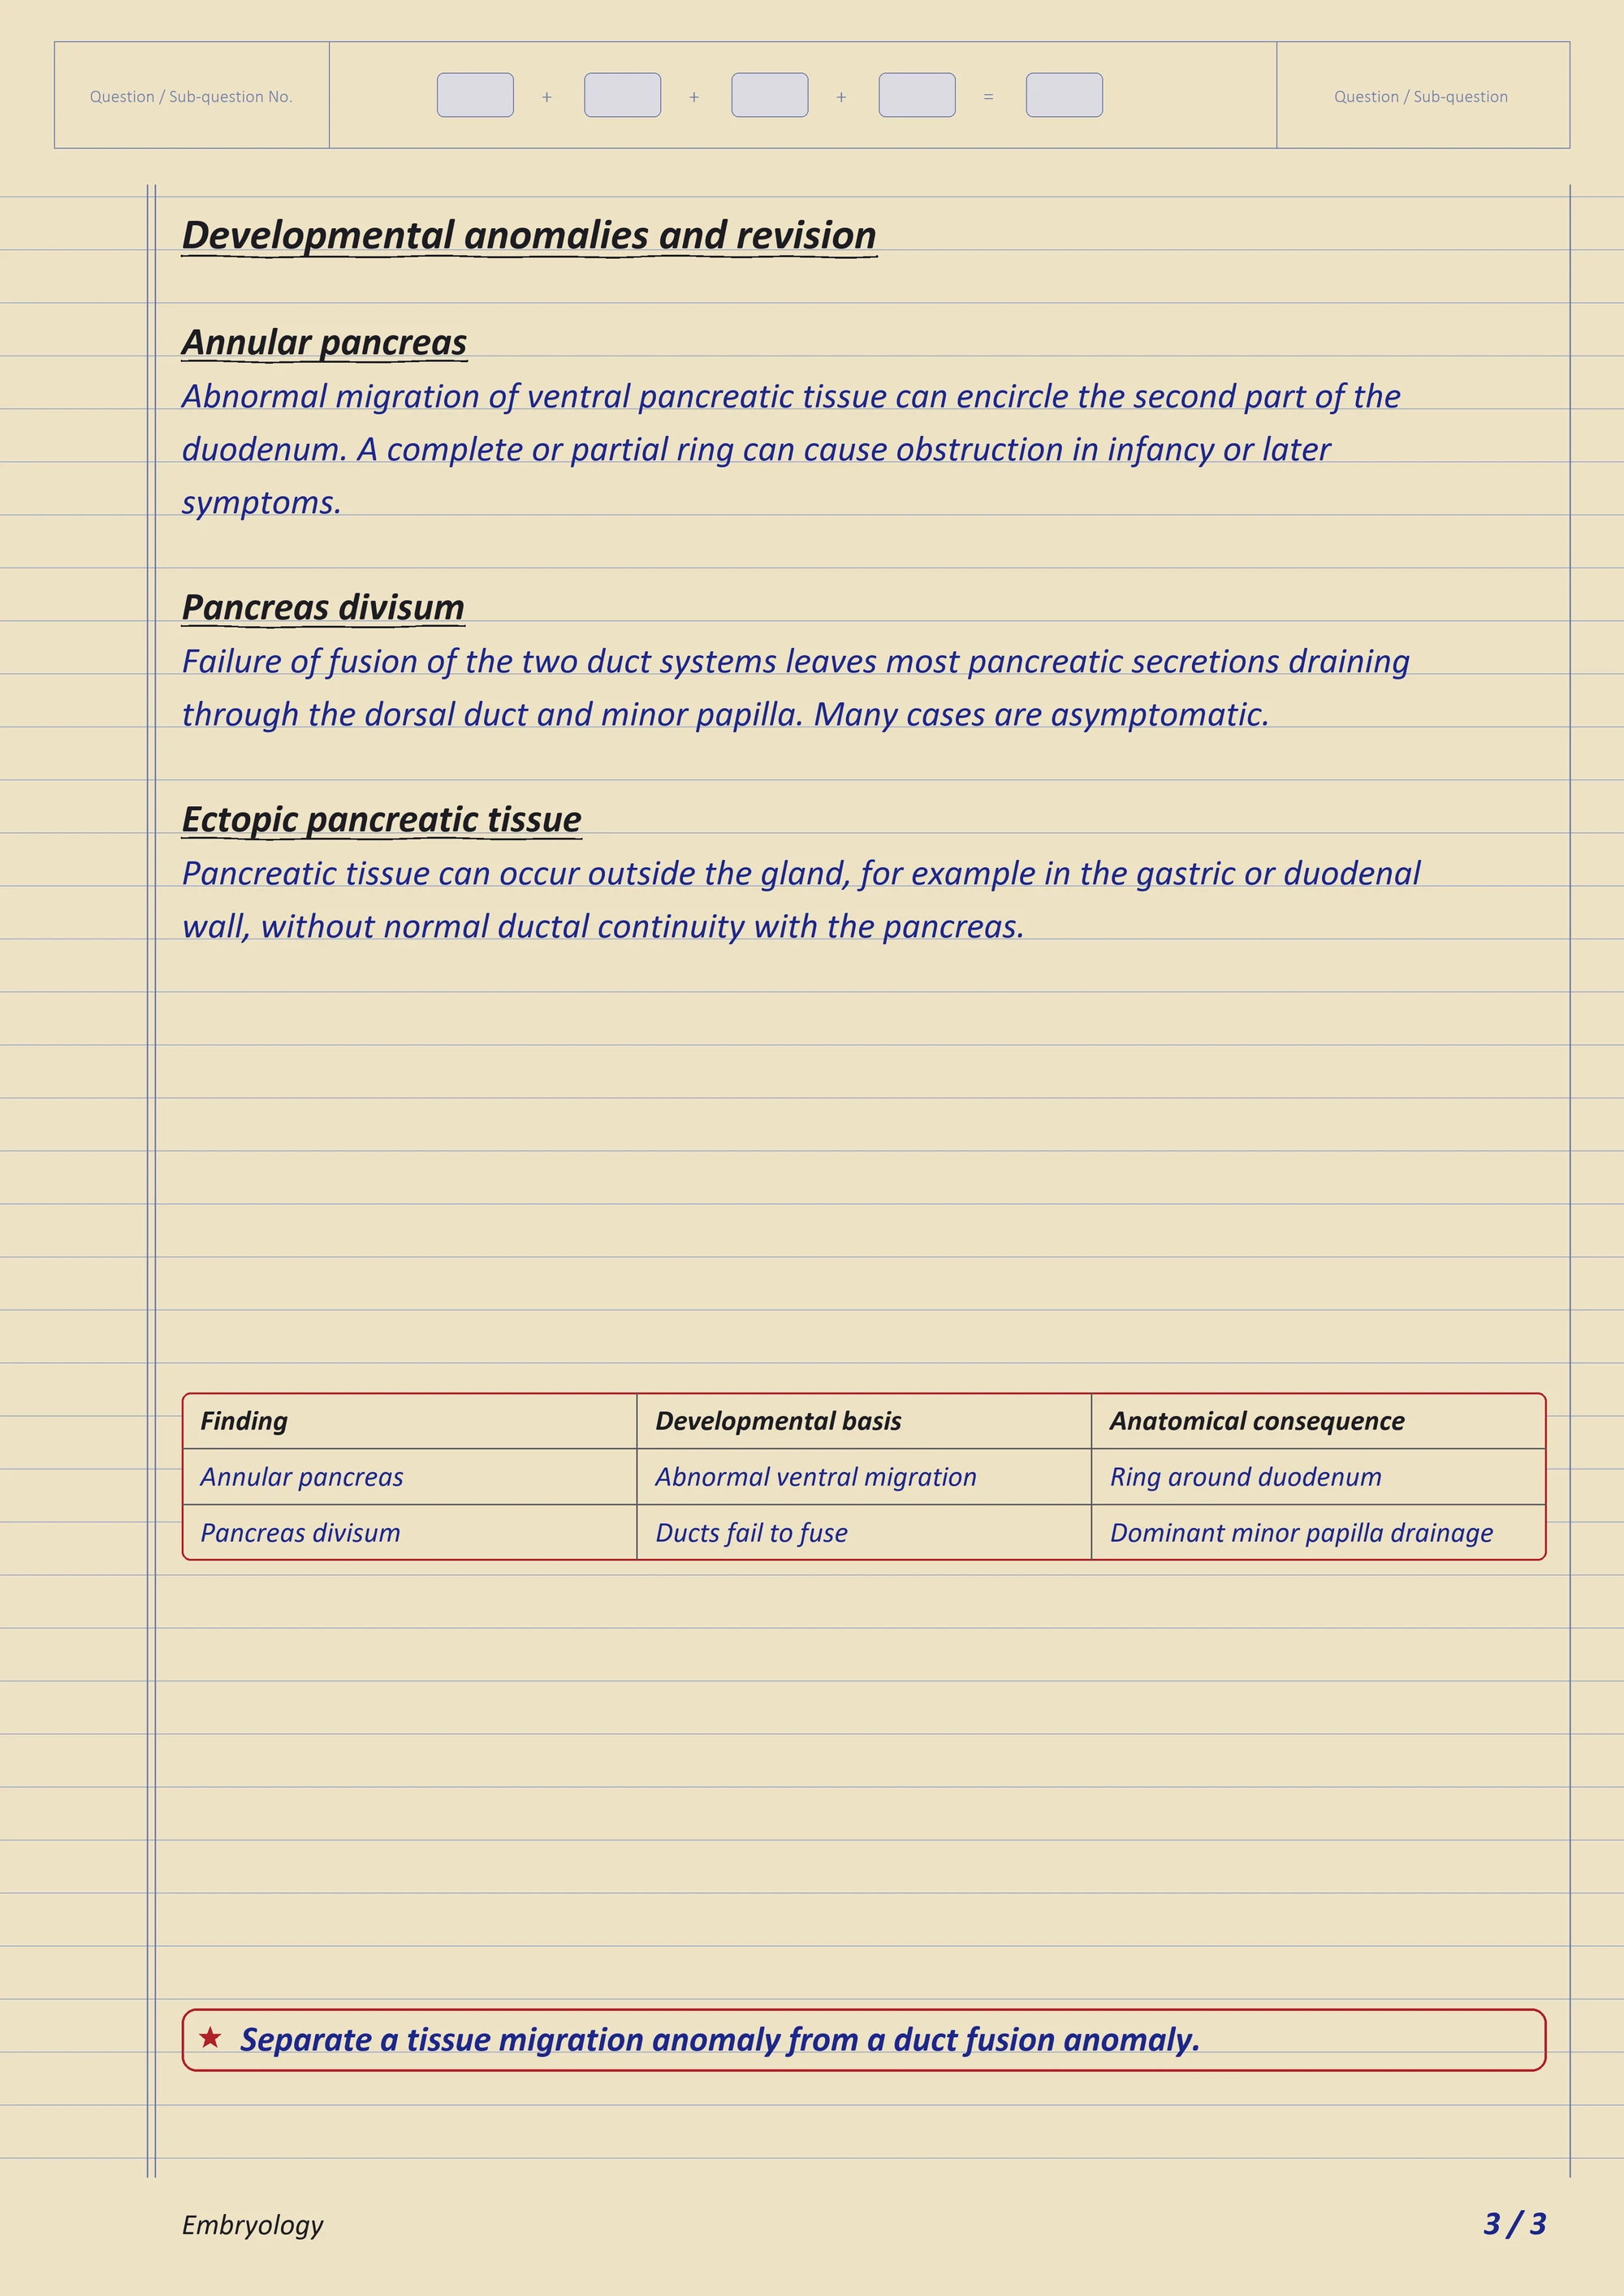 Question / Sub-question No.
+ + + =
Question / Sub-question
Developmental anomalies and revision
Annular pancreas
Abnormal migration of ventral pancreatic tissue can encircle the second part of the
duodenum. A complete or partial ring can cause obstruction in infancy or later
symptoms.
Pancreas divisum
Failure of fusion of the two duct systems leaves most pancreatic secretions draining
through the dorsal duct and minor papilla. Many cases are asymptomatic.
Ectopic pancreatic tissue
Pancreatic tissue can occur outside the gland, for example in the gastric or duodenal
wall, without normal ductal continuity with the pancreas.
Finding Developmental basis Anatomical consequence
Annular pancreas Abnormal ventral migration Ring around duodenum
Pancreas divisum Ducts fail to fuse Dominant minor papilla drainage
★ Separate a tissue migration anomaly from a duct fusion anomaly.
Embryology 3 / 3